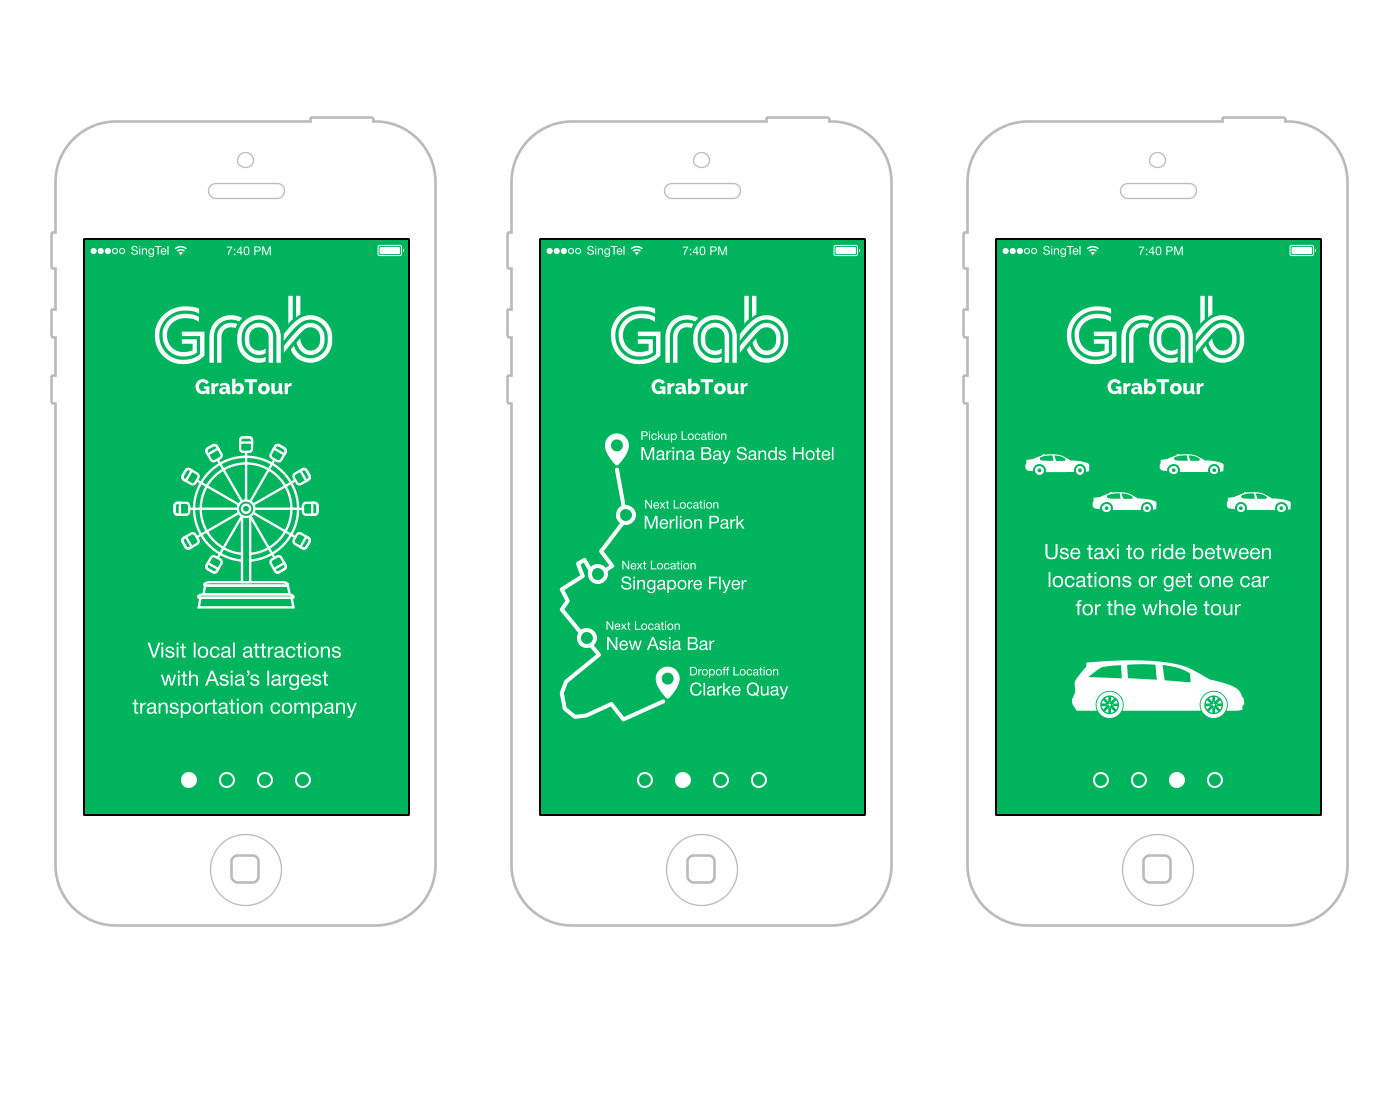 SingTel 7:40 PM
Grab
GrabTour
Visit local attractions
with Asia's largest
transportation company
SingTel 7:40 PM
Grab
GrabTour
Pickup Location
Marina Bay Sands Hotel
Next Location
Merlion Park
Next Location
Singapore Flyer
Next Location
New Asia Bar
Dropoff Location
Clarke Quay
SingTel 7:40 PM
Grab
GrabTour
Use taxi to ride between
locations or get one car
for the whole tour